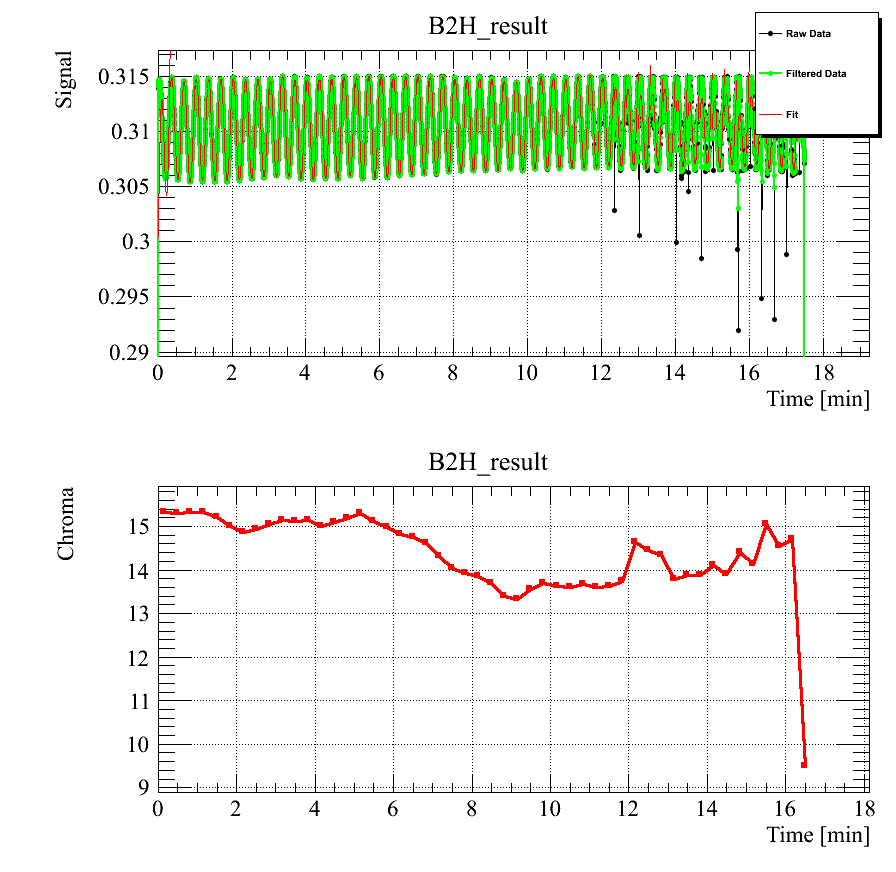 B2H_result
Raw Data
Filtered Data
Fit
Signal
0.315
0.31
0.305
0.3
0.295
0.29
0 2 4 6 8 10 12 14 16 18
Time [min]
B2H_result
Chroma
15
14
13
12
11
10
9
0 2 4 6 8 10 12 14 16 18
Time [min]